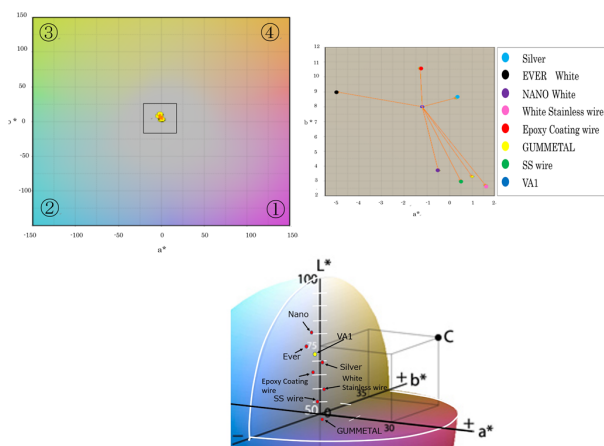 150
100
50
0
-50
-100
-150
-100
-50
0
50
100
150
③
④
②
①
b*
a*
12
11
10
9
8
7
6
5
4
3
2
-5
-4
-3
-2
-1
0
1
2
b*
a*.
Silver
EVER White
NANO White
White Stainless wire
Epoxy Coating wire
GUMMETAL
SS wire
VA1
L*
100
Nano
VA1
75
Ever
Silver
Epoxy Coating
wire
White
Stainless wire
SS wire
50
0
GUMMETAL
C
+ b*
35
30
+
a*